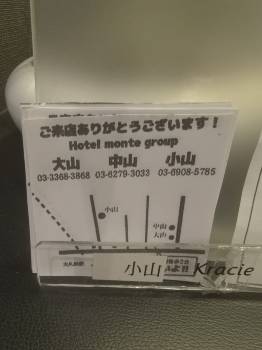 ご来店ありがとうございます!
Hotel monte group
大山 中山 小山
03-3368-3868 03-6279-3033 03-6908-5785
小山
中山
大山
小山 Kracie